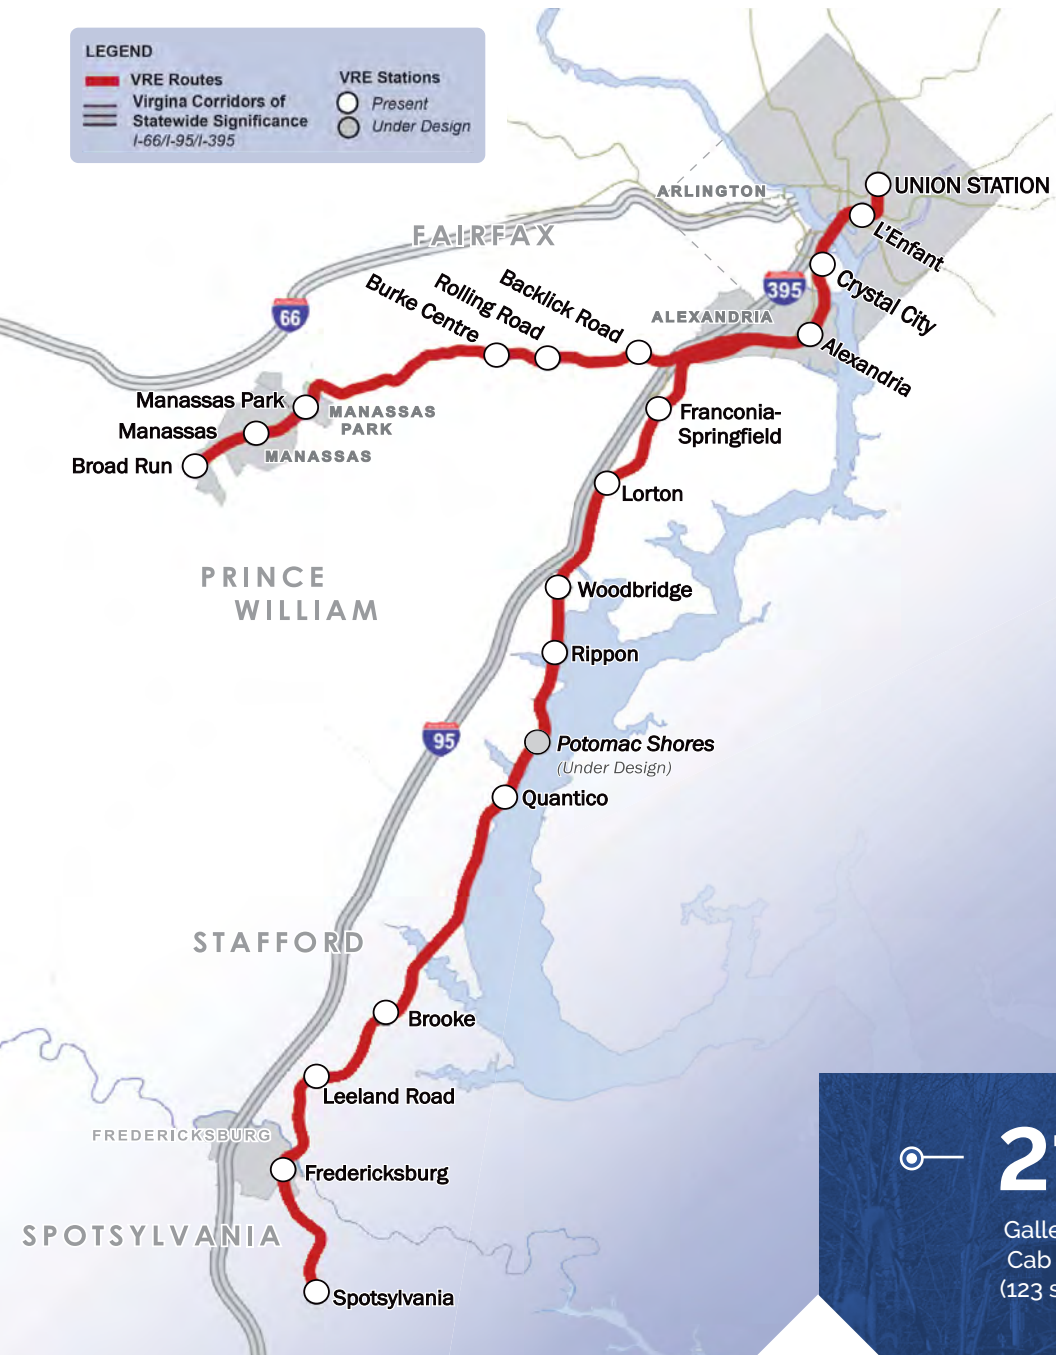 LEGEND
VRE Routes
Virgina Corridors of
Statewide Significance
I-66/I-95/I-395
VRE Stations
Present
Under Design
ARLINGTON
UNION STATION
FAIRFAX
L'Enfant
Crystal City
395
66
Backlick Road
Rolling Road
Burke Centre
ALEXANDRIA
Alexandria
Manassas Park
MANASSAS
PARK
Manassas
MANASSAS
Broad Run
Franconia-
Springfield
Lorton
PRINCE
WILLIAM
Woodbridge
Rippon
95
Potomac Shores
(Under Design)
Quantico
STAFFORD
Brooke
Leeland Road
FREDERICKSBURG
Fredericksburg
SPOTSYLVANIA
Spotsylvania
Cab
(123